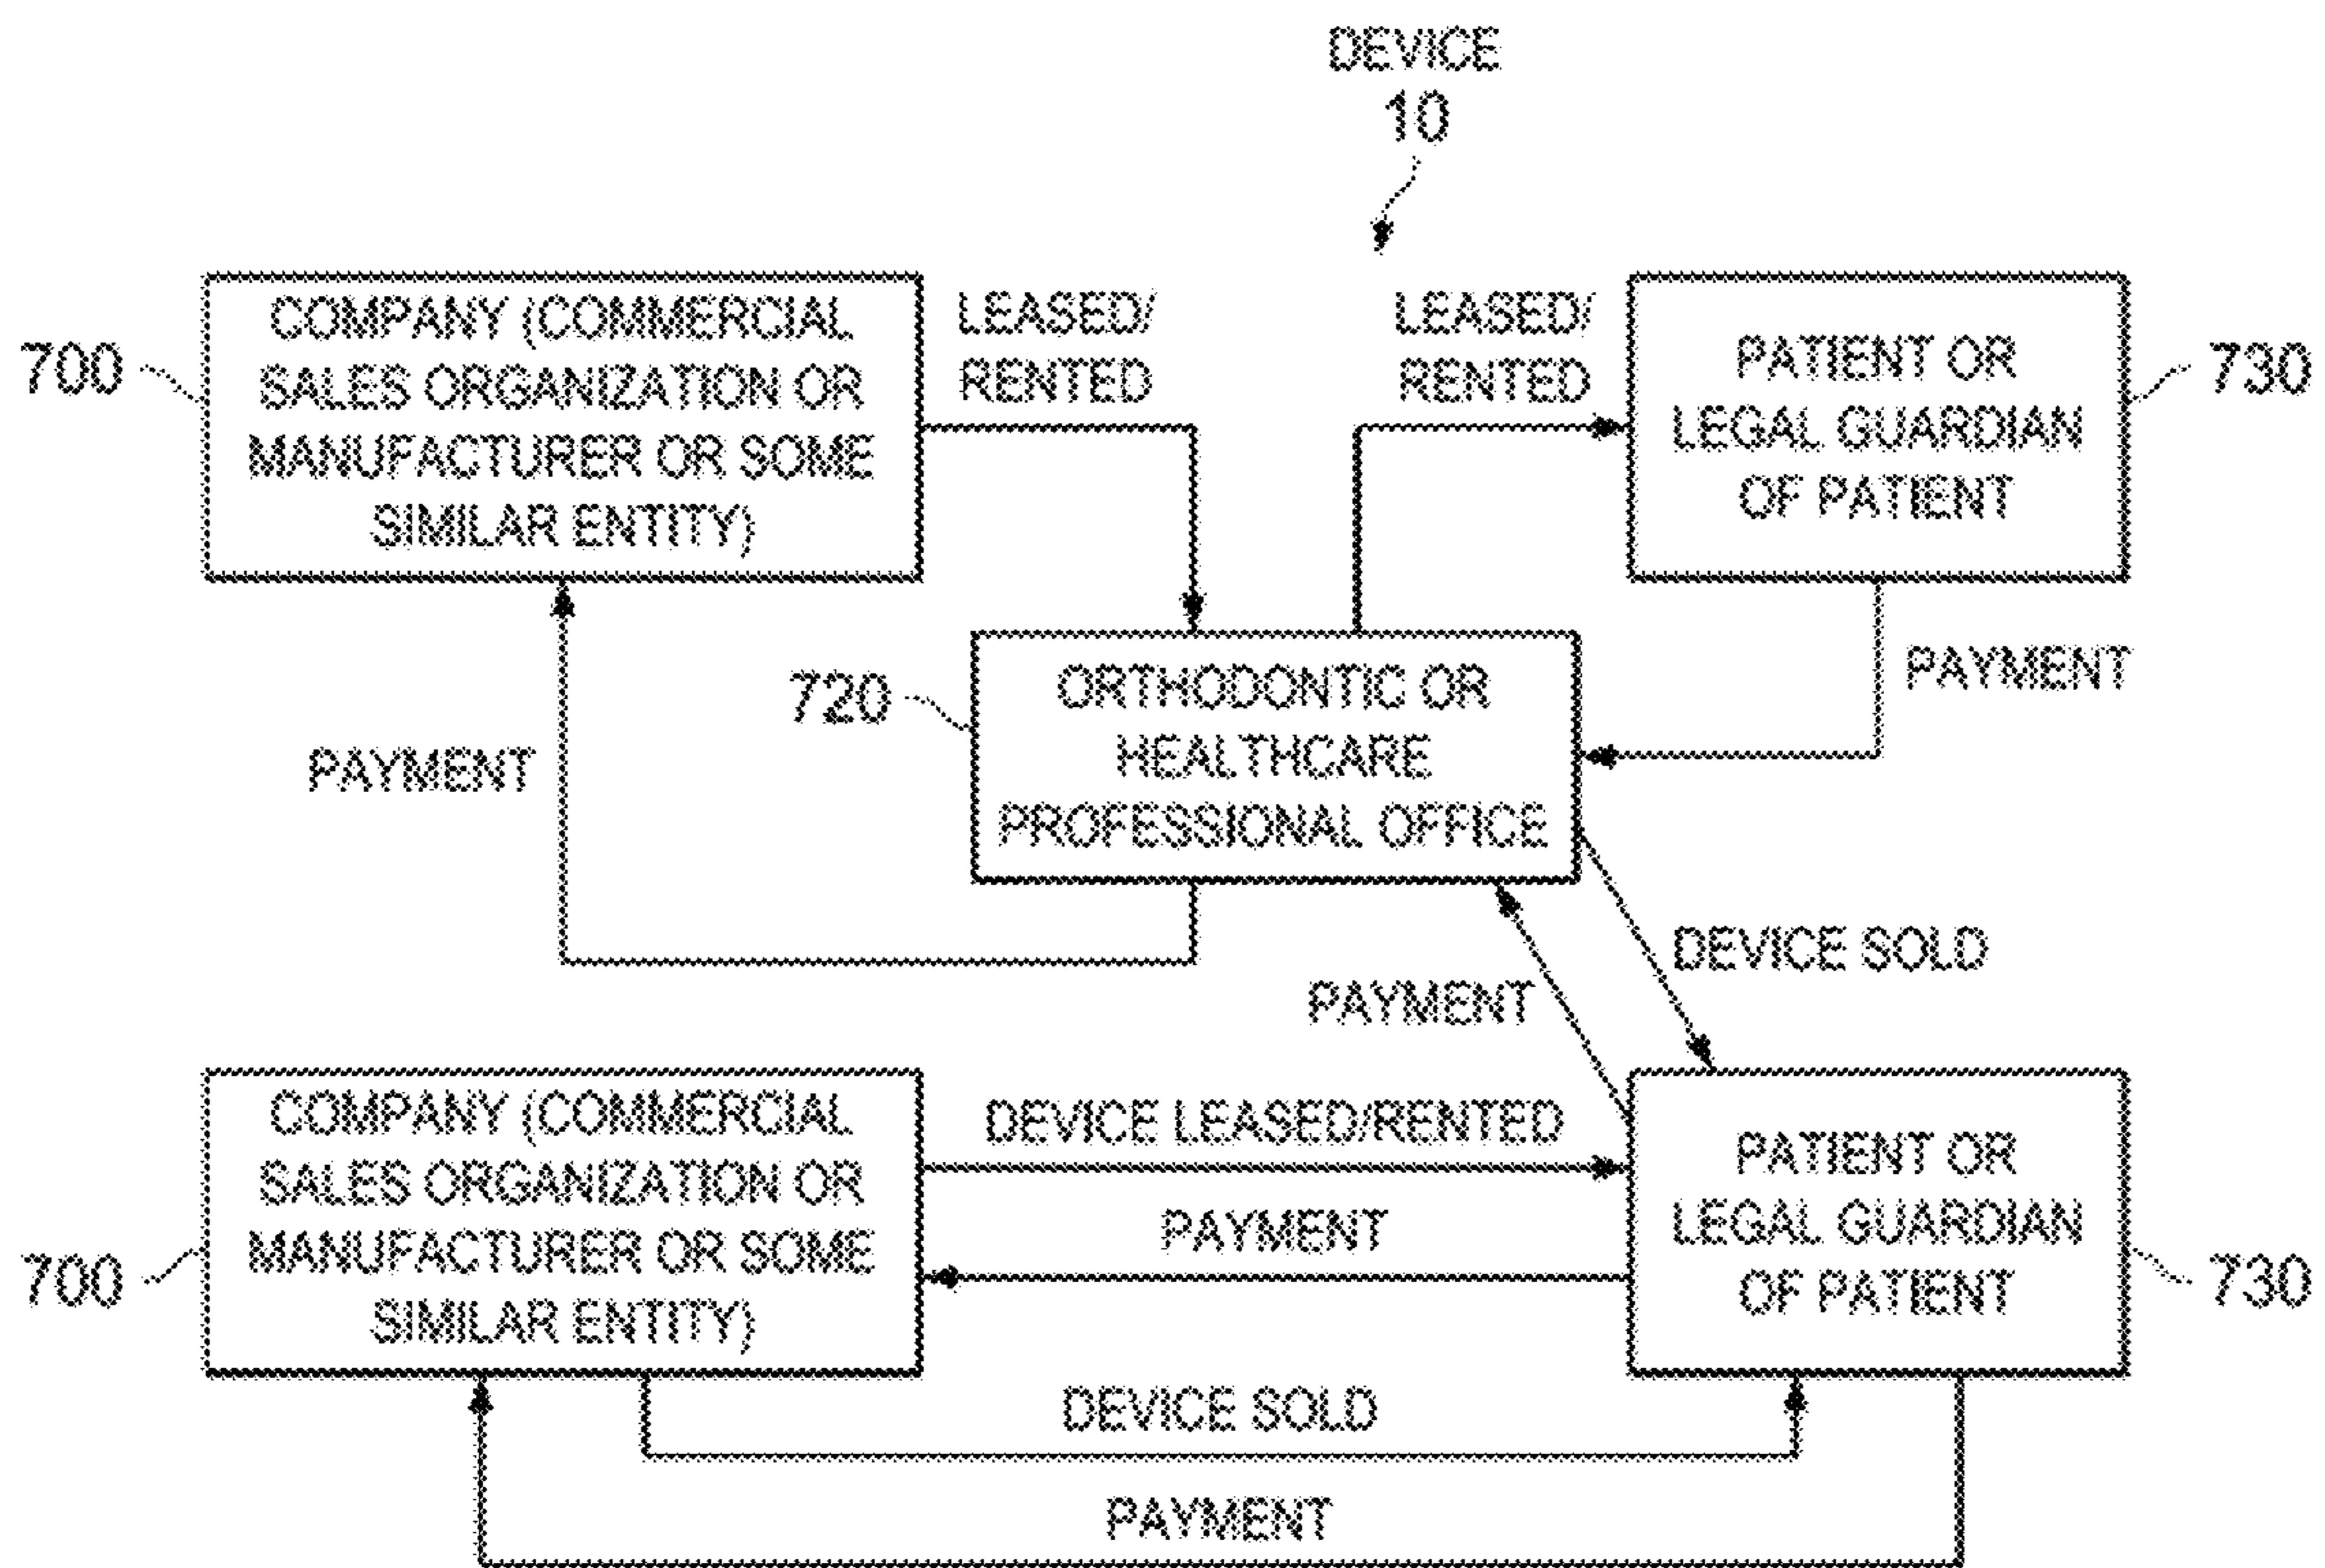 DEVICE
10
700
COMPANY (COMMERCIAL
SALES ORGANIZATION OR
MANUFACTURER OR SOME
SIMILAR ENTITY)
LEASED/
RENTED
LEASED/
RENTED
PATIENT OR
LEGAL GUARDIAN
OF PATIENT
730
PAYMENT
720
ORTHODONTIC OR
HEALTHCARE
PROFESSIONAL OFFICE
PAYMENT
DEVICE SOLD
PAYMENT
700
COMPANY (COMMERCIAL
SALES ORGANIZATION OR
MANUFACTURER OR SOME
SIMILAR ENTITY)
DEVICE LEASED/RENTED
PAYMENT
PATIENT OR
LEGAL GUARDIAN
OF PATIENT
730
DEVICE SOLD
PAYMENT